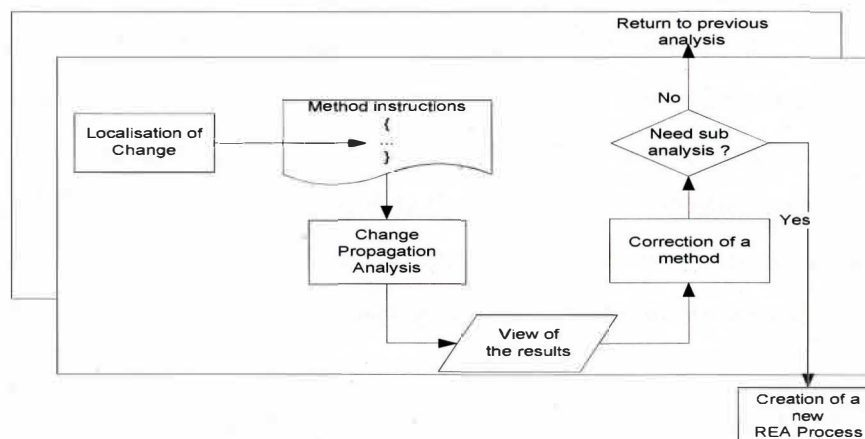 Return to previous
analysis
No
Method instructions
{
...
}
Localisation of
Change
Need sub
analysis ?
Yes
Change
Propagation
Analysis
Correction of a
method
View of
the results
Creation of a
new
REA Process